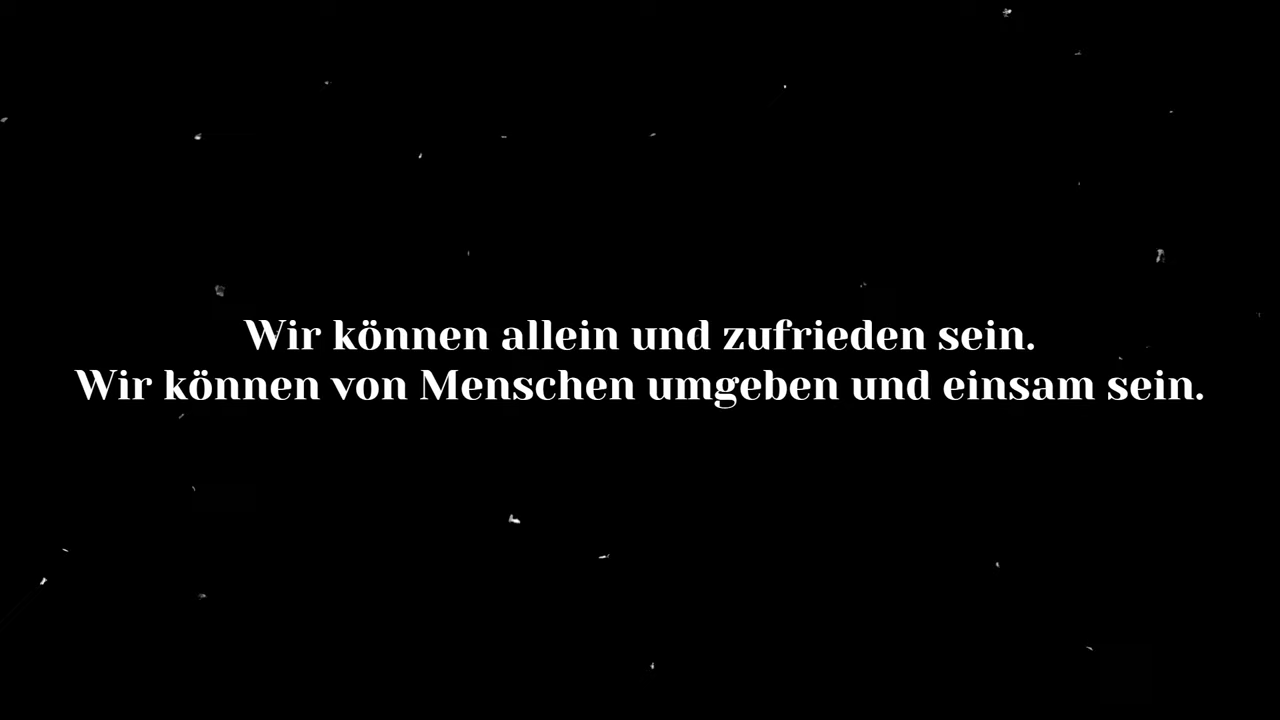 Wir können allein und zufrieden sein.
Wir können von Menschen umgeben und einsam sein.